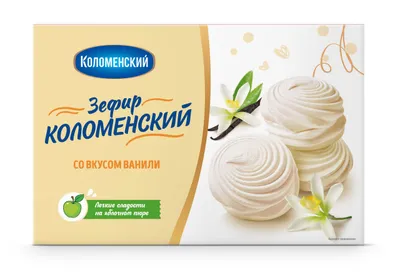 КОЛОМЕНСКИЙ
Зефир
КОЛОМЕНСКИЙ
СО ВКУСОМ ВАНИЛИ
Легкие сладости
на яблочном пюре